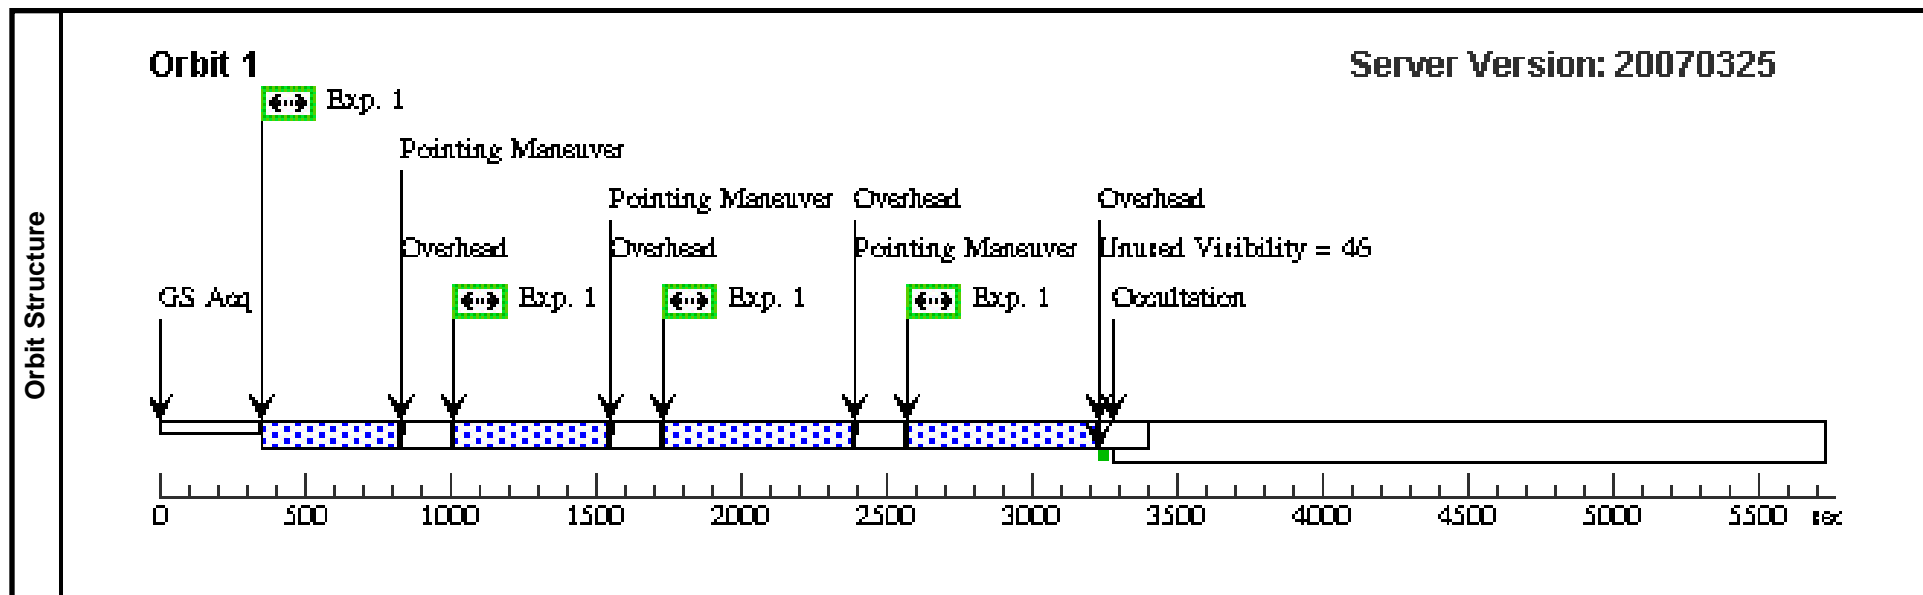 Orbit Structure
Orbit 1
Server Version: 20070325
Exp. 1
Pointing Maneuver
Pointing Maneuver
Overhead
Overhead
Overhead
Overhead
Pointing Maneuver
Unused Visibility = 46
GS Acq
Exp. 1
Exp. 1
Exp. 1
Occultation
0 500 1000 1500 2000 2500 3000 3500 4000 4500 5000 5500 sec